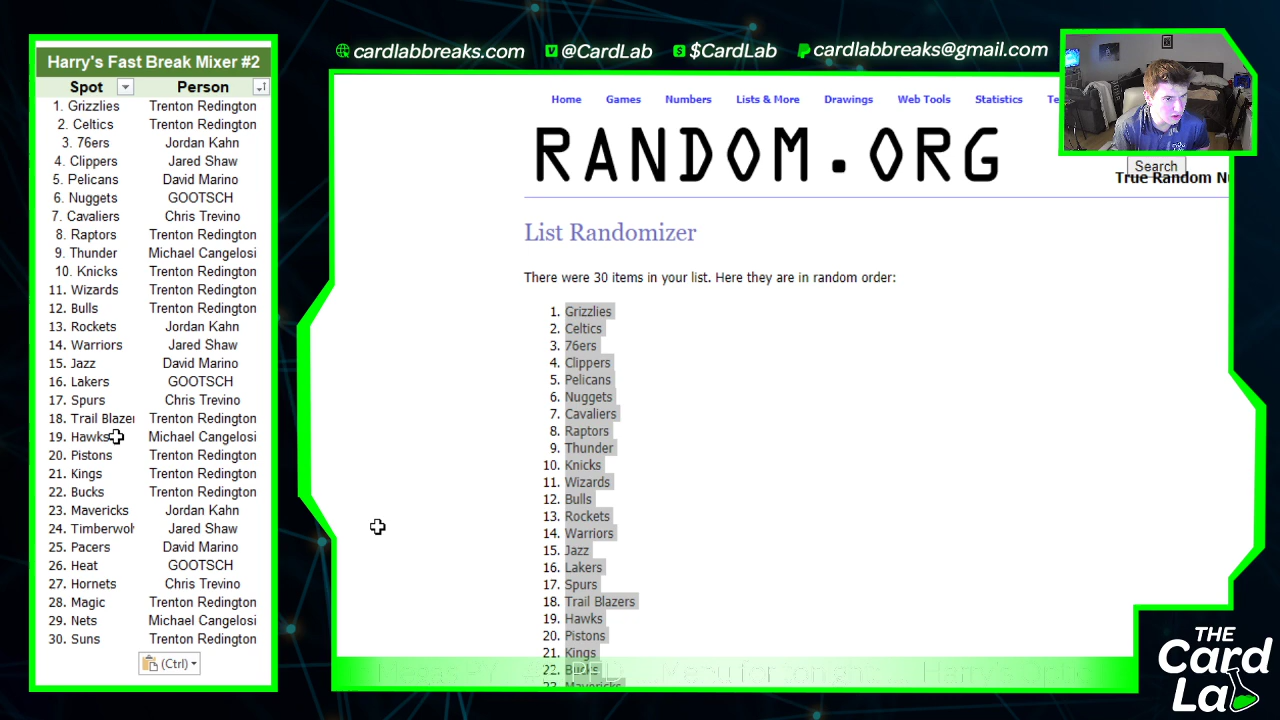 cardlabbreaks.com @CardLab $CardLab cardlabbreaks@gmail.com
Harry's Fast Break Mixer #2
Spot Person
1. Grizzlies Trenton Redington
2. Celtics Trenton Redington
3. 76ers Jordan Kahn
4. Clippers Jared Shaw
5. Pelicans David Marino
6. Nuggets GOOTSCH
7. Cavaliers Chris Trevino
8. Raptors Trenton Redington
9. Thunder Michael Cangelosi
10. Knicks Trenton Redington
11. Wizards Trenton Redington
12. Bulls Trenton Redington
13. Rockets Jordan Kahn
14. Warriors Jared Shaw
15. Jazz David Marino
16. Lakers GOOTSCH
17. Spurs Chris Trevino
18. Trail Blazer Trenton Redington
19. Hawks Michael Cangelosi
20. Pistons Trenton Redington
21. Kings Trenton Redington
22. Bucks Trenton Redington
23. Mavericks Jordan Kahn
24. Timberwol Jared Shaw
25. Pacers David Marino
26. Heat GOOTSCH
27. Hornets Chris Trevino
28. Magic Trenton Redington
29. Nets Michael Cangelosi
30. Suns Trenton Redington
(Ctrl)
Home Games Numbers Lists & More Drawings Web Tools Statistics Te
RANDOM.ORG
Search
True Random Nu
List Randomizer
There were 30 items in your list. Here they are in random order:
1. Grizzlies
2. Celtics
3. 76ers
4. Clippers
5. Pelicans
6. Nuggets
7. Cavaliers
8. Raptors
9. Thunder
10. Knicks
11. Wizards
12. Bulls
13. Rockets
14. Warriors
15. Jazz
16. Lakers
17. Spurs
18. Trail Blazers
19. Hawks
20. Pistons
21. Kings
22. Bucks
23. Mavericks
THE
Card
La